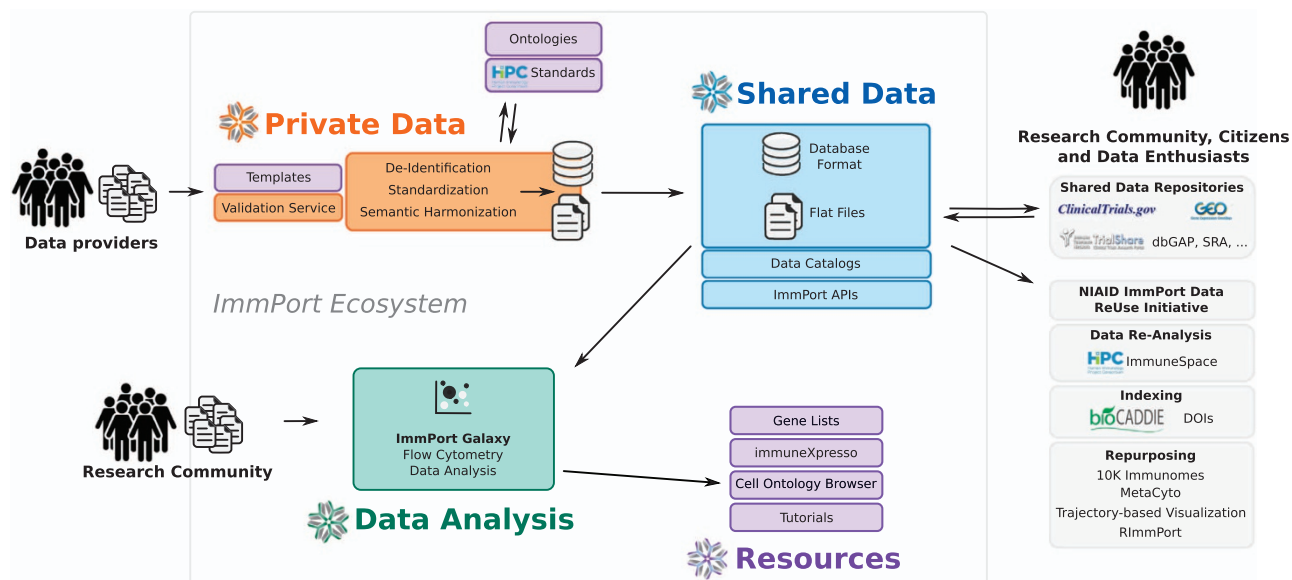 Ontologies
HIPC Standards
Private Data
Templates
Validation Service
De-Identification
Standardization
Semantic Harmonization
Data providers
Shared Data
Database
Format
Flat Files
Data Catalogs
ImmPort APIs
Research Community, Citizens
and Data Enthusiasts
Shared Data Repositories
ClinicalTrials.gov
GEO
TrialShare
dbGAP, SRA, ...
NIAID ImmPort Data
ReUse Initiative
Data Re-Analysis
HIPC ImmuneSpace
Indexing
bioCADDIE DOIs
Repurposing
10K Immunomes
MetaCyto
Trajectory-based Visualization
RImmPort
ImmPort Ecosystem
Research Community
ImmPort Galaxy
Flow Cytometry
Data Analysis
Data Analysis
Gene Lists
immuneXpresso
Cell Ontology Browser
Tutorials
Resources